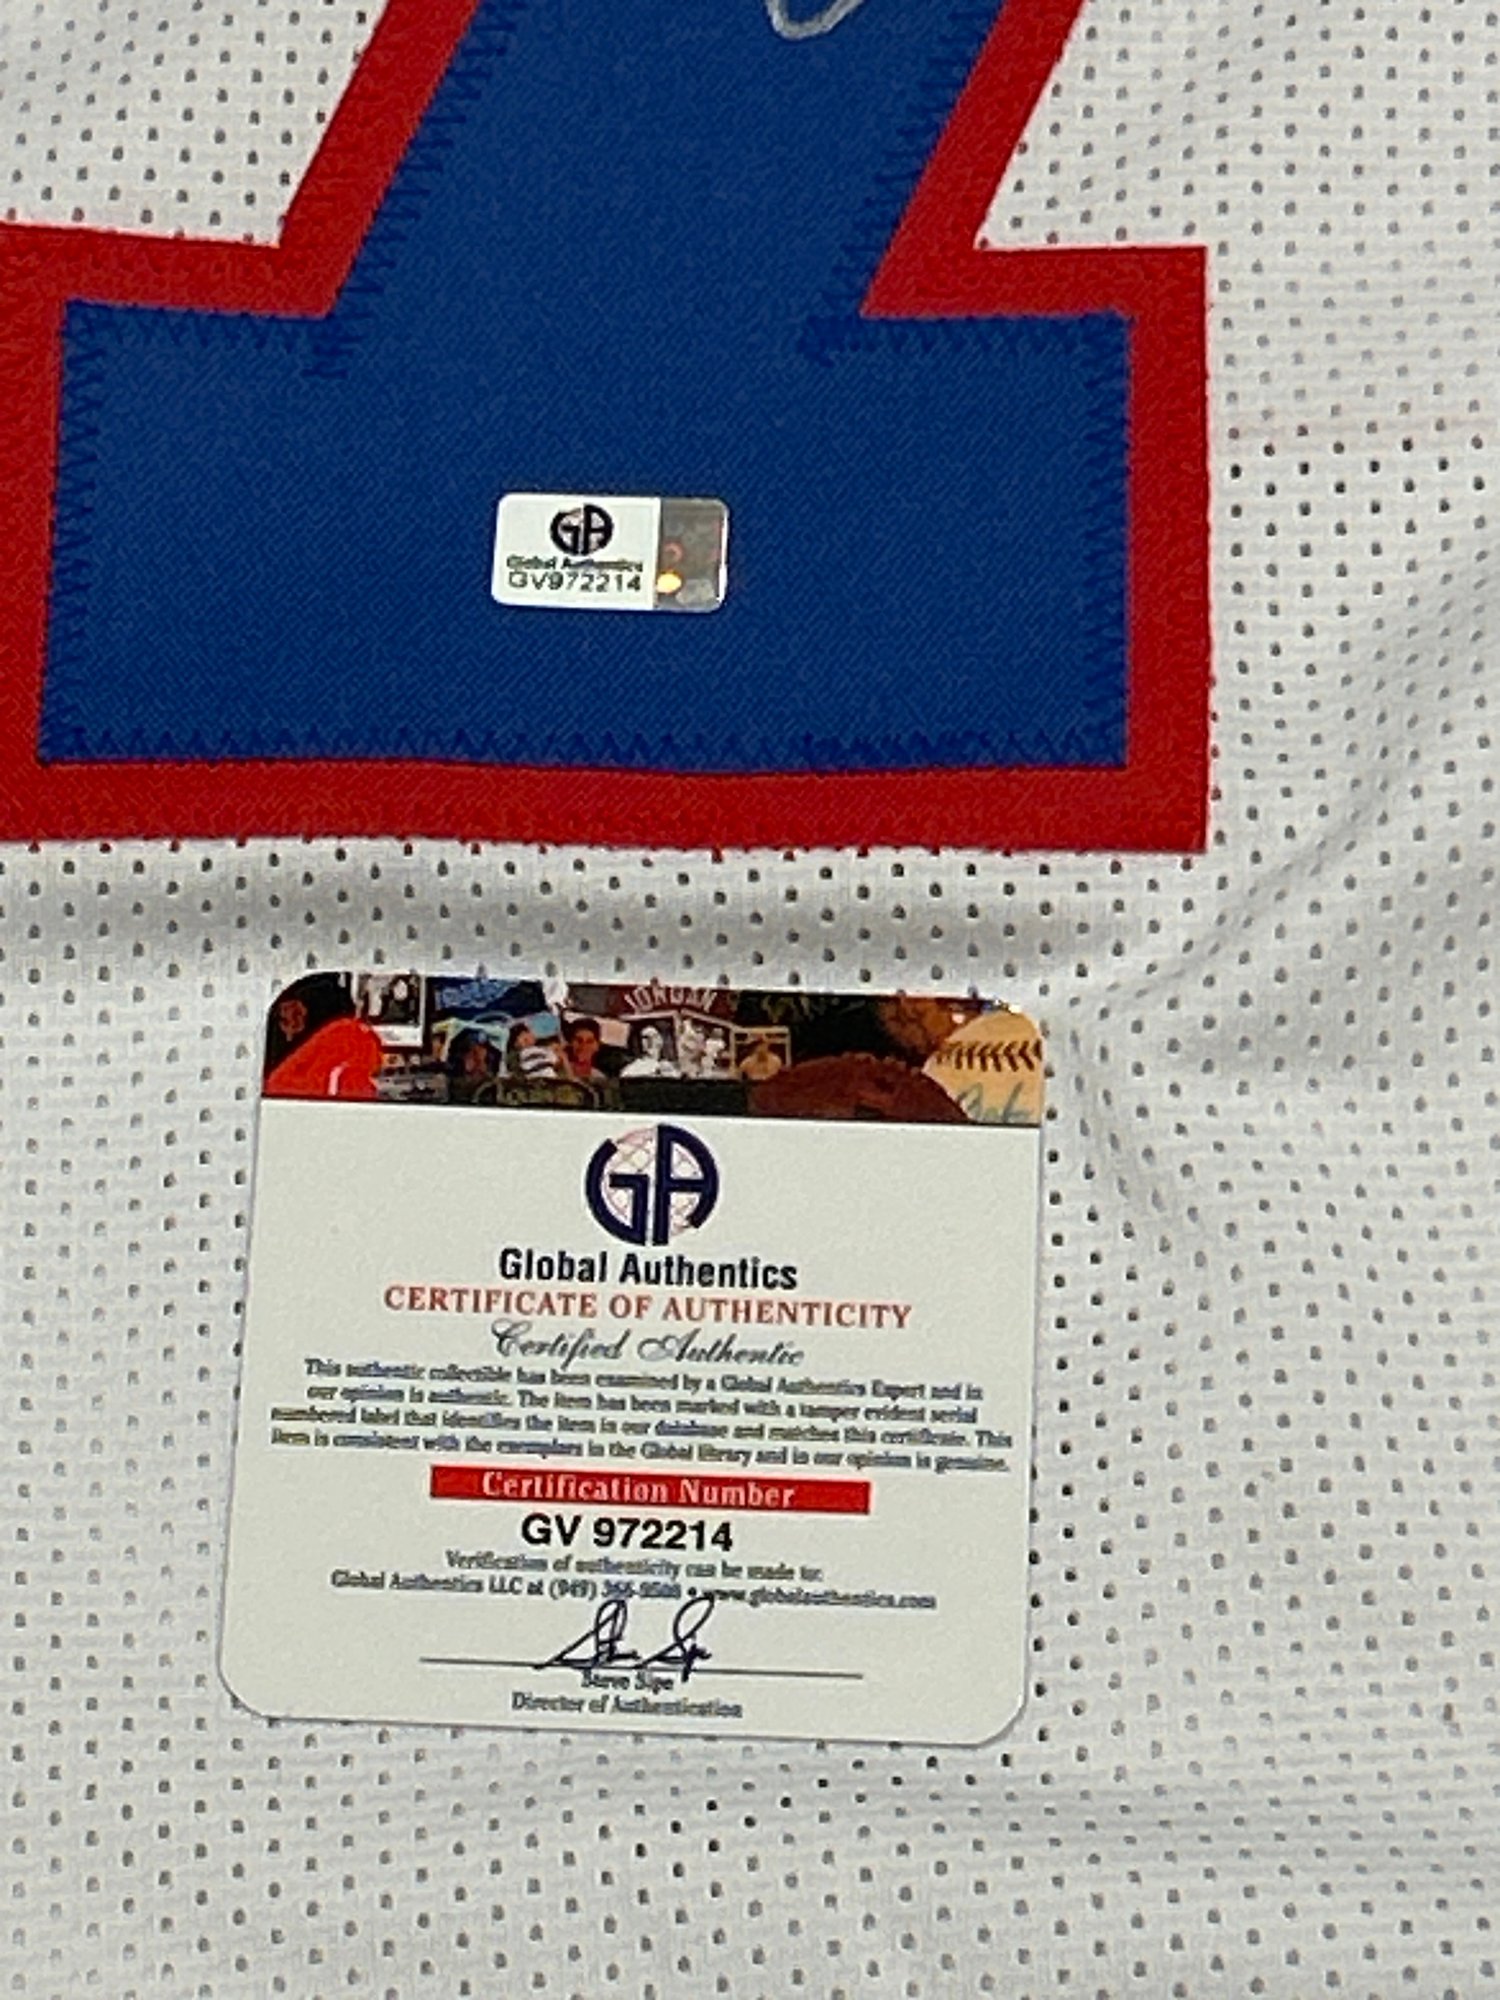 GA
Global Authentics
GV972214
JORDAN
GA
Global Authentics
CERTIFICATE OF AUTHENTICITY
Certified Authentic
This authentic collectible has been examined by a Global Authentics Expert and in
our opinion is authentic. The item has been marked with a tamper evident serial
numbered label that identifies the item in our database and matches this certificate. This
item is consistent with the exemplars in the Global library and in our opinion is genuine.
Certification Number
GV 972214
Verification of authenticity can be made to:
Global Authentics LLC at (949) • www.globalauthentics.com
Steve Sipe
Director of Authentication